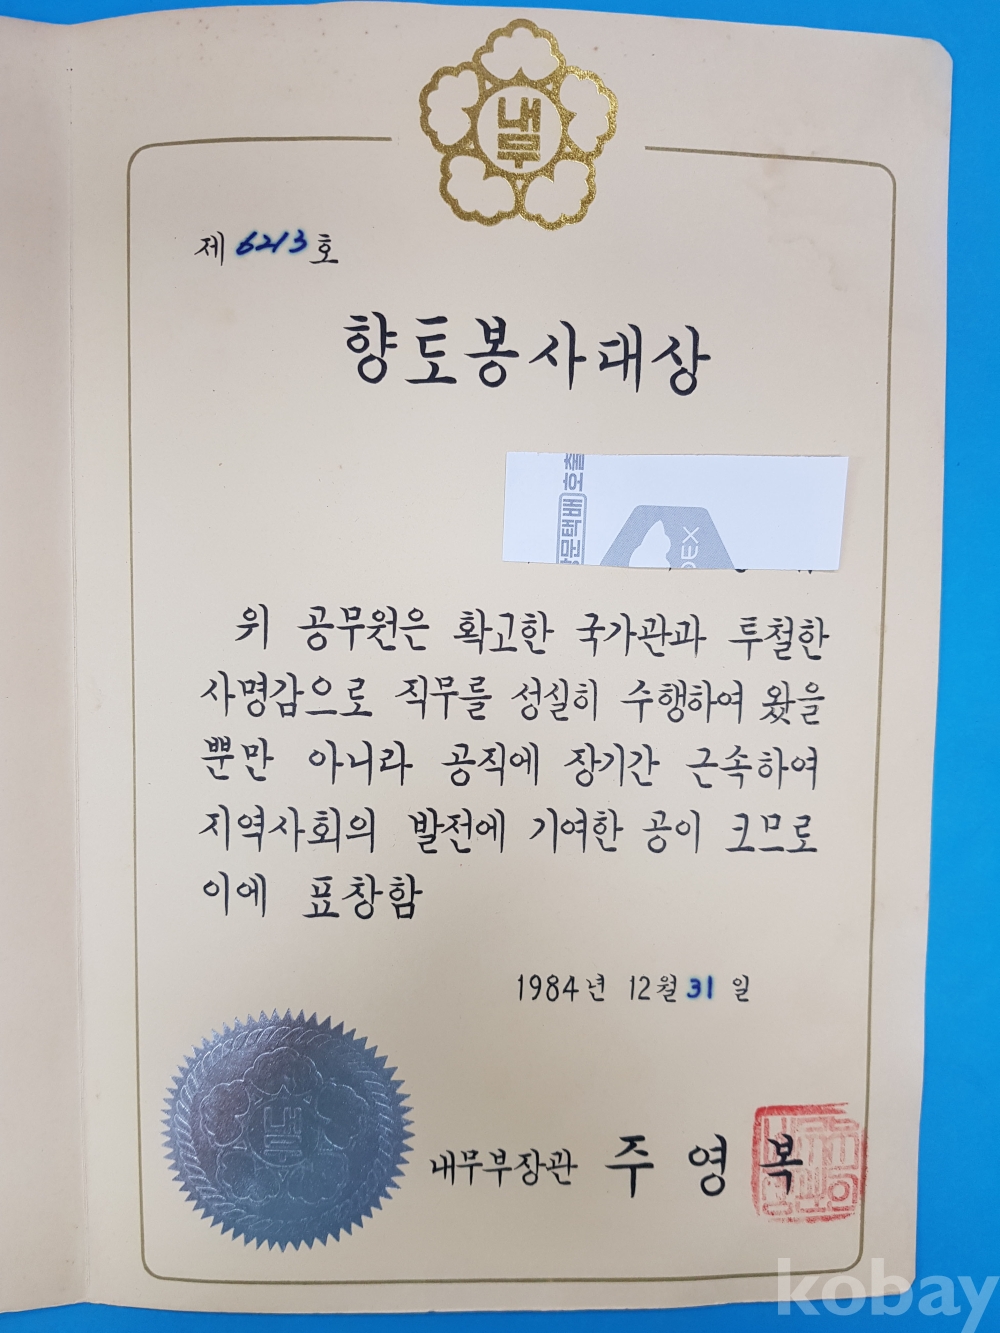 내무
제 6213 호
향토봉사대상
위 공무원은 확고한 국가관과 투철한
사명감으로 직무를 성실히 수행하여 왔을
뿐만 아니라 공직에 장기간 근속하여
지역사회의 발전에 기여한 공이 크므로
이에 표창함
1984년 12월 31 일
내무
내무부장관 주영복
kobay